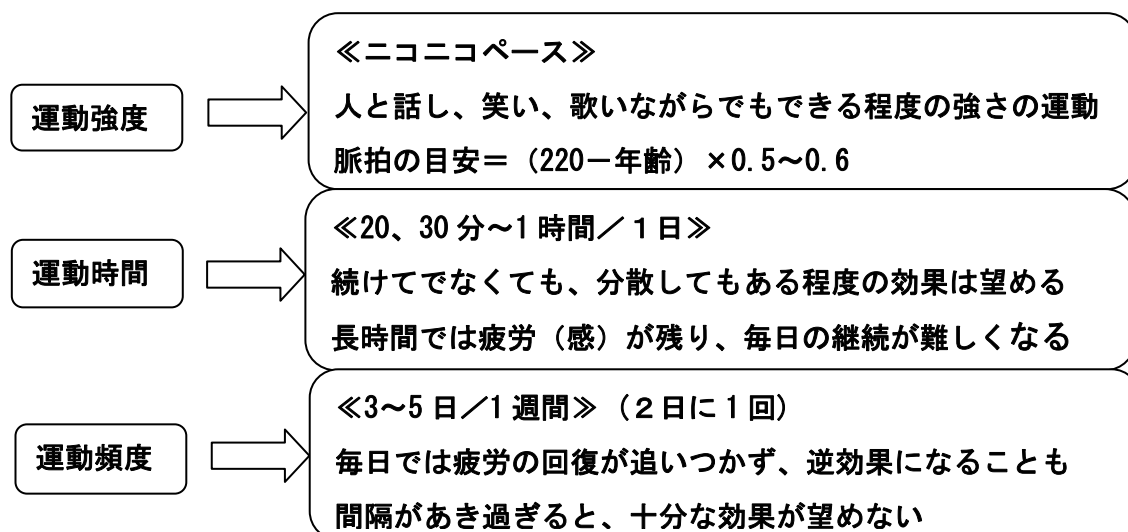 運動強度
≪ニコニコペース≫
人と話し、笑い、歌いながらでもできる程度の強さの運動
脈拍の目安＝（220－年齢）×0.5～0.6
運動時間
≪20、30 分～1 時間／１日≫
続けてでなくても、分散してもある程度の効果は望める
長時間では疲労（感）が残り、毎日の継続が難しくなる
運動頻度
≪3～5 日／1 週間≫（２日に 1 回）
毎日では疲労の回復が追いつかず、逆効果になることも
間隔があき過ぎると、十分な効果が望めない